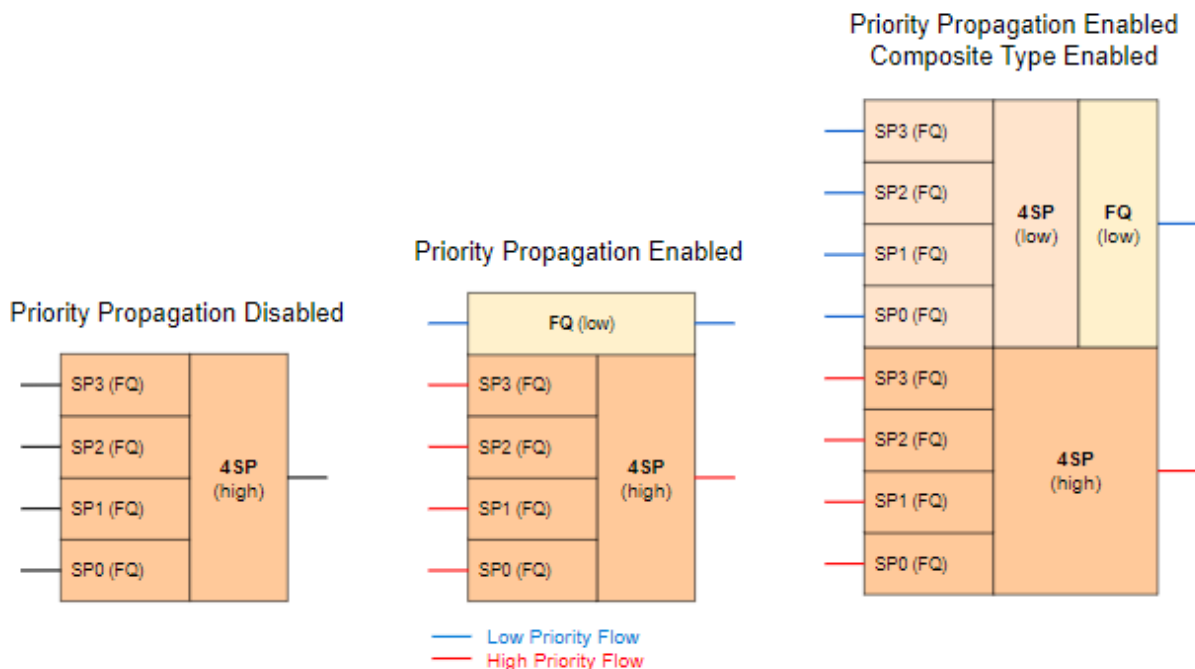 Priority Propagation Disabled
SP3 (FQ)
SP2 (FQ)
SP1 (FQ)
SP0 (FQ)
4SP
(high)
Priority Propagation Enabled
FQ (low)
SP3 (FQ)
SP2 (FQ)
SP1 (FQ)
SP0 (FQ)
4SP
(high)
Low Priority Flow
High Priority Flow
Priority Propagation Enabled
Composite Type Enabled
SP3 (FQ)
SP2 (FQ)
SP1 (FQ)
SP0 (FQ)
4SP
(low)
FQ
(low)
SP3 (FQ)
SP2 (FQ)
SP1 (FQ)
SP0 (FQ)
4SP
(high)